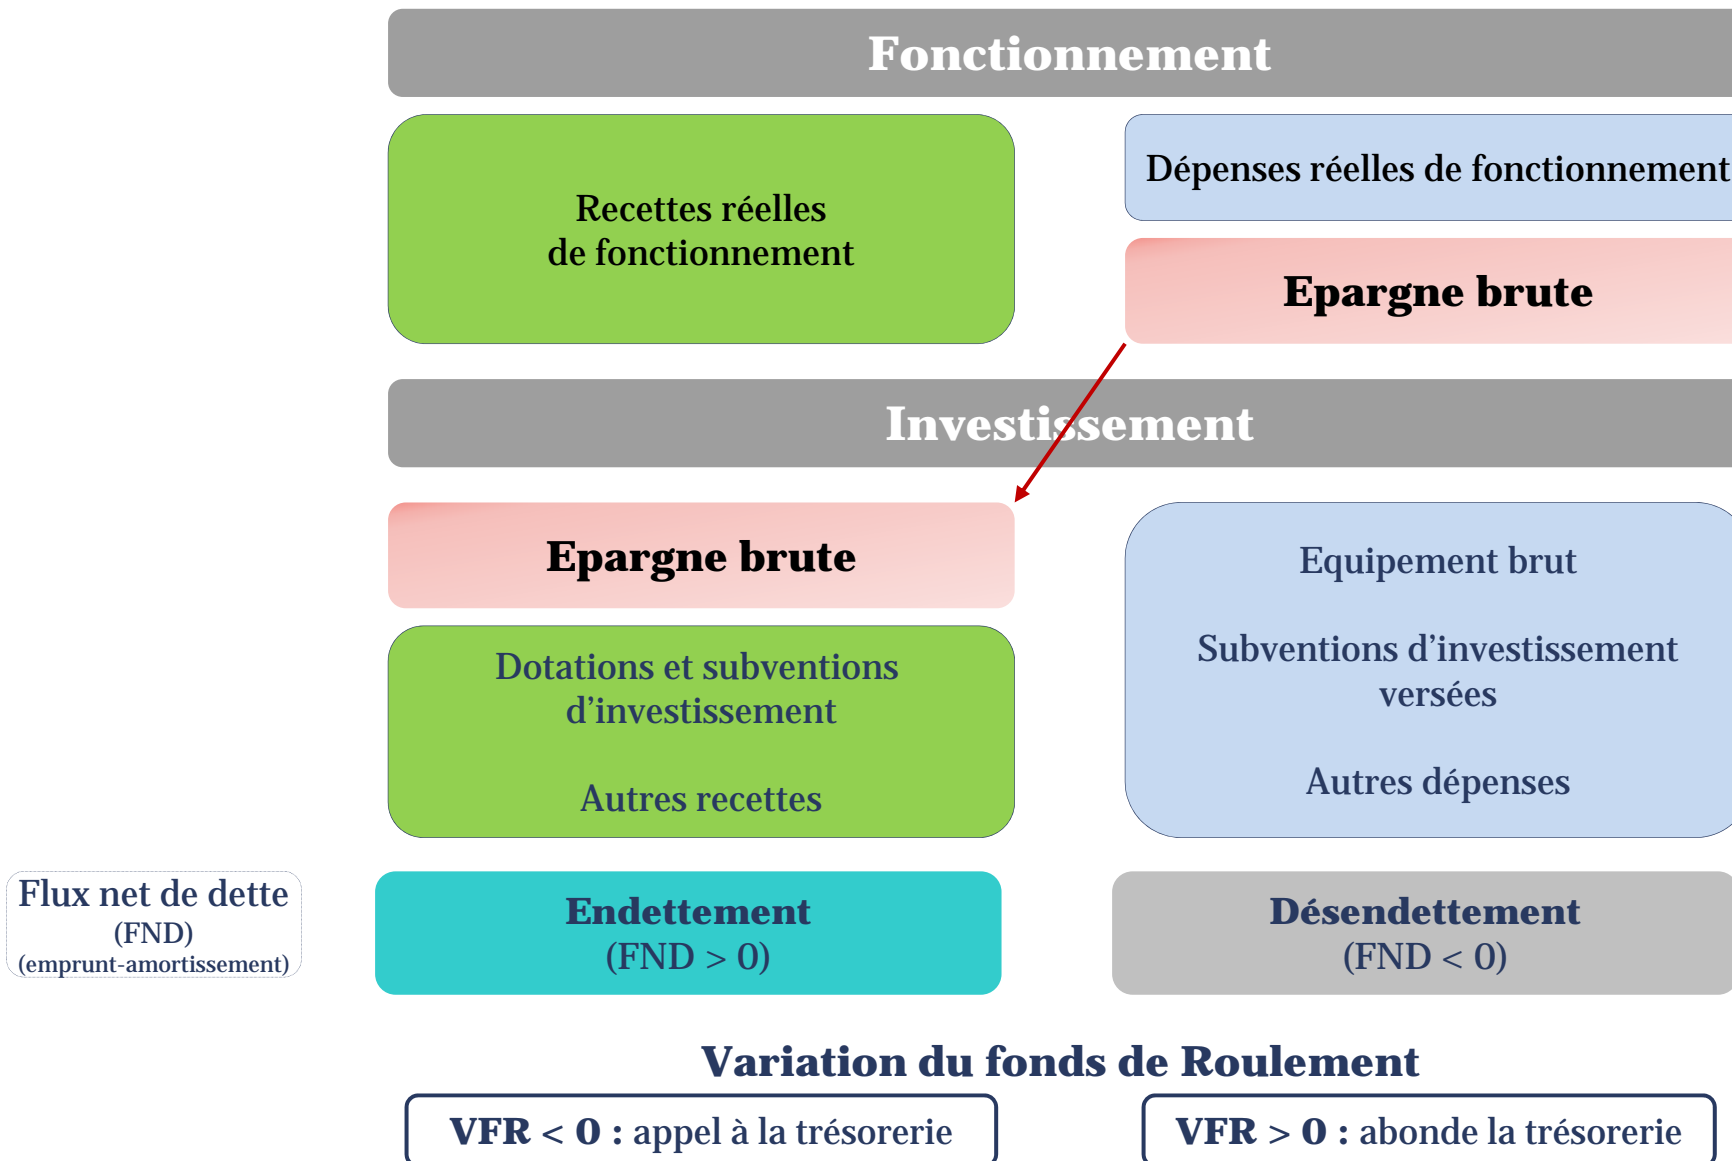 Fonctionnement
Recettes réelles
de fonctionnement
Dépenses réelles de fonctionnement
Epargne brute
Investissement
Epargne brute
Dotations et subventions
d’investissement
Autres recettes
Equipement brut
Subventions d’investissement
versées
Autres dépenses
Flux net de dette
(FND)
(emprunt-amortissement)
Endettement
(FND > 0)
Désendettement
(FND < 0)
Variation du fonds de Roulement
VFR < 0 : appel à la trésorerie
VFR > 0 : abonde la trésorerie